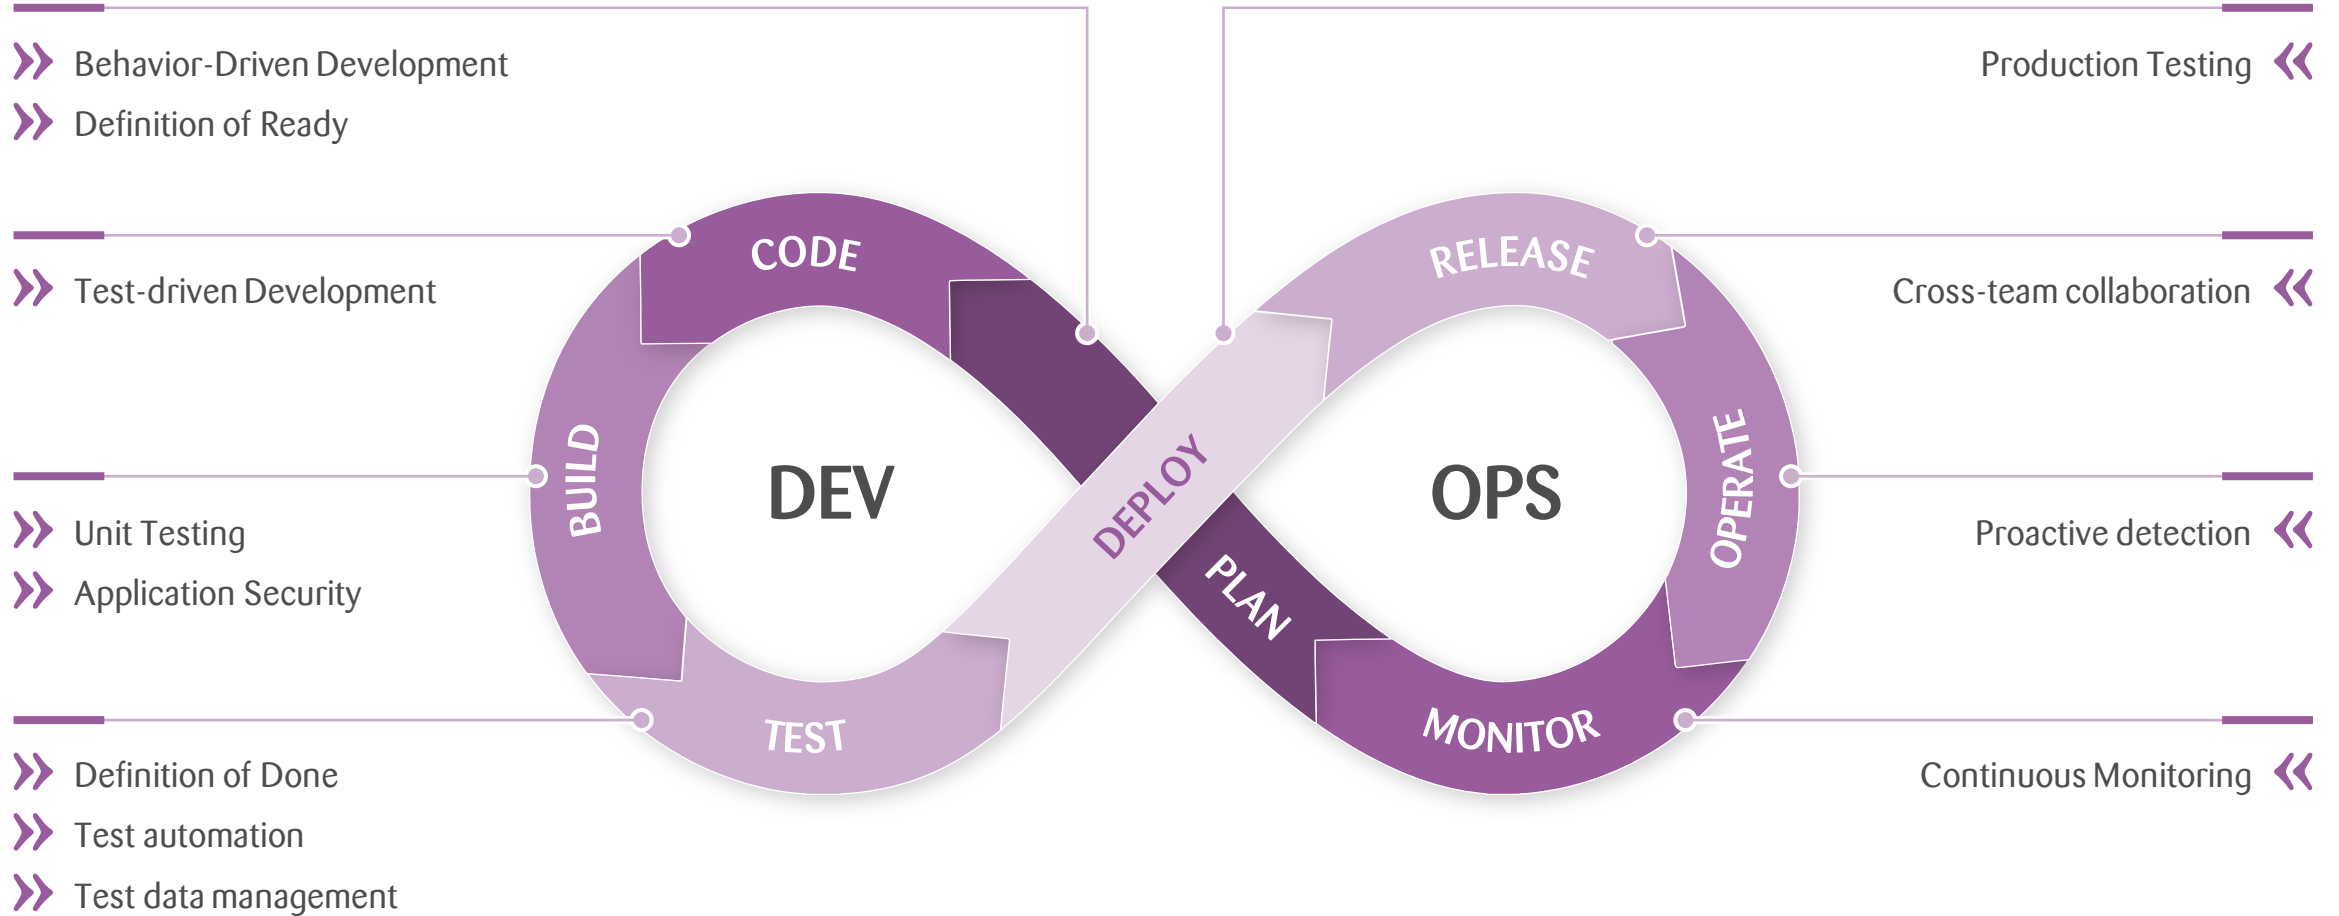 Behavior-Driven Development
Definition of Ready
Test-driven Development
Unit Testing
Application Security
Definition of Done
Test automation
Test data management
CODE
BUILD
TEST
DEV
DEPLOY
PLAN
OPS
RELEASE
OPERATE
MONITOR
Production Testing
Cross-team collaboration
Proactive detection
Continuous Monitoring